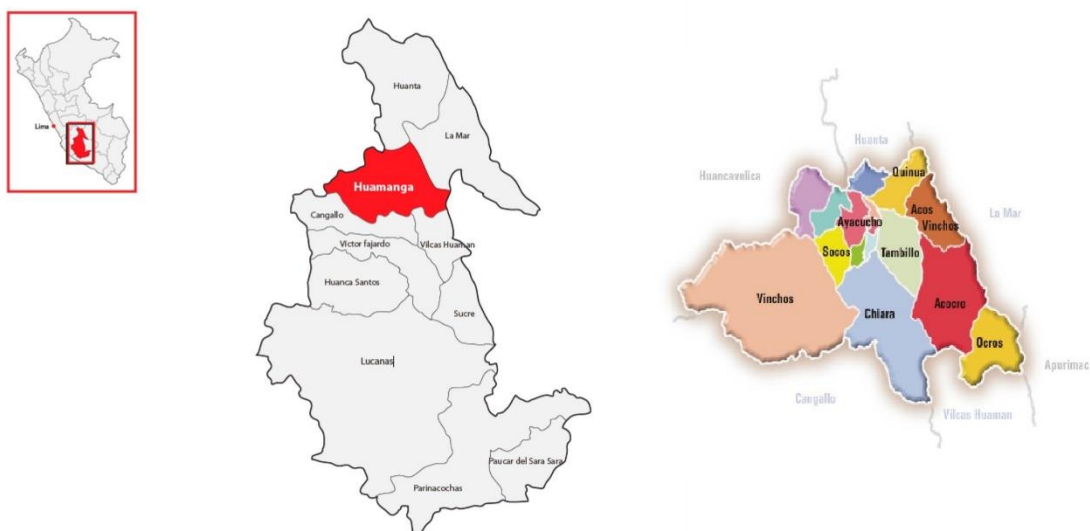 Lima
Huanta
La Mar
Huamanga
Cangallo
Víctor fajardo
Vilcas Huaman
Huanca Santos
Sucre
Lucanas
Paucar del Sara Sara
Parinacochas
Huanta
Huancavelica
Quinua
La Mar
Acos
Vinchos
Ayacucho
Socos
Tambillo
Vinchos
Chiara
Acocro
Ocros
Apurimac
Cangallo
Vilcas Huaman